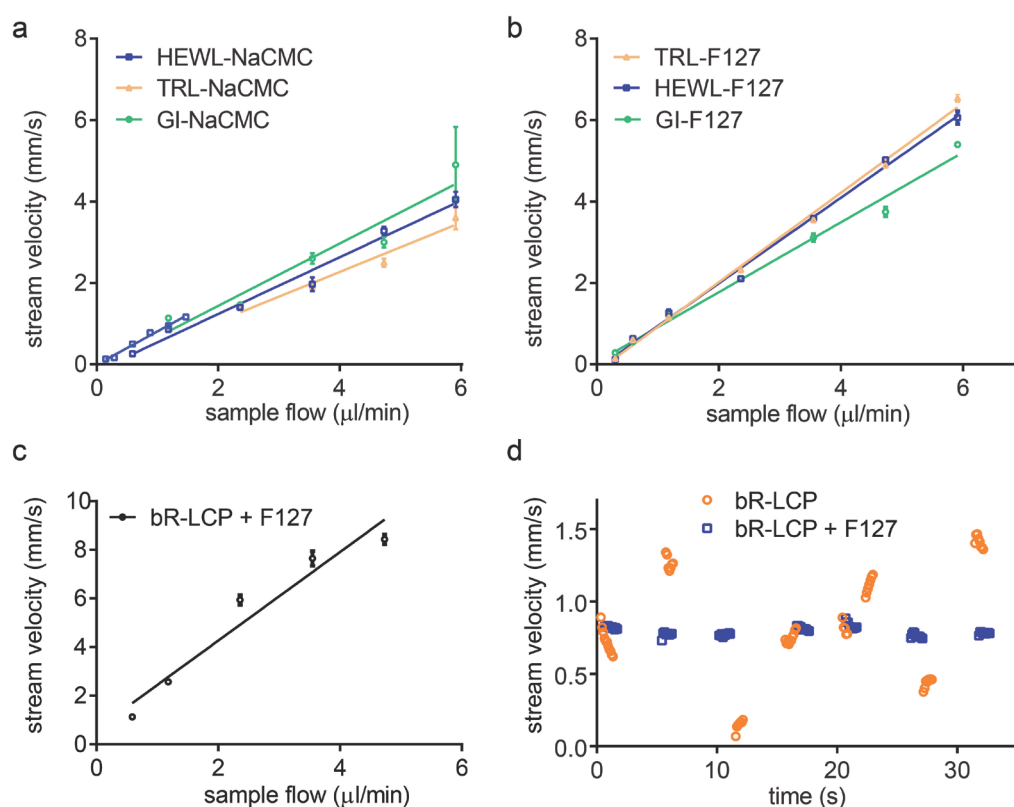 a
HEWL-NaCMC
TRL-NaCMC
GI-NaCMC
stream velocity (mm/s)
8
6
4
2
0
0 2 4 6
sample flow (µl/min)
b
TRL-F127
HEWL-F127
GI-F127
stream velocity (mm/s)
8
6
4
2
0
0 2 4 6
sample flow (µl/min)
c
bR-LCP + F127
stream velocity (mm/s)
10
8
6
4
2
0
0 2 4 6
sample flow (µl/min)
d
bR-LCP
bR-LCP + F127
stream velocity (mm/s)
1.5
1.0
0.5
0.0
0 10 20 30
time (s)